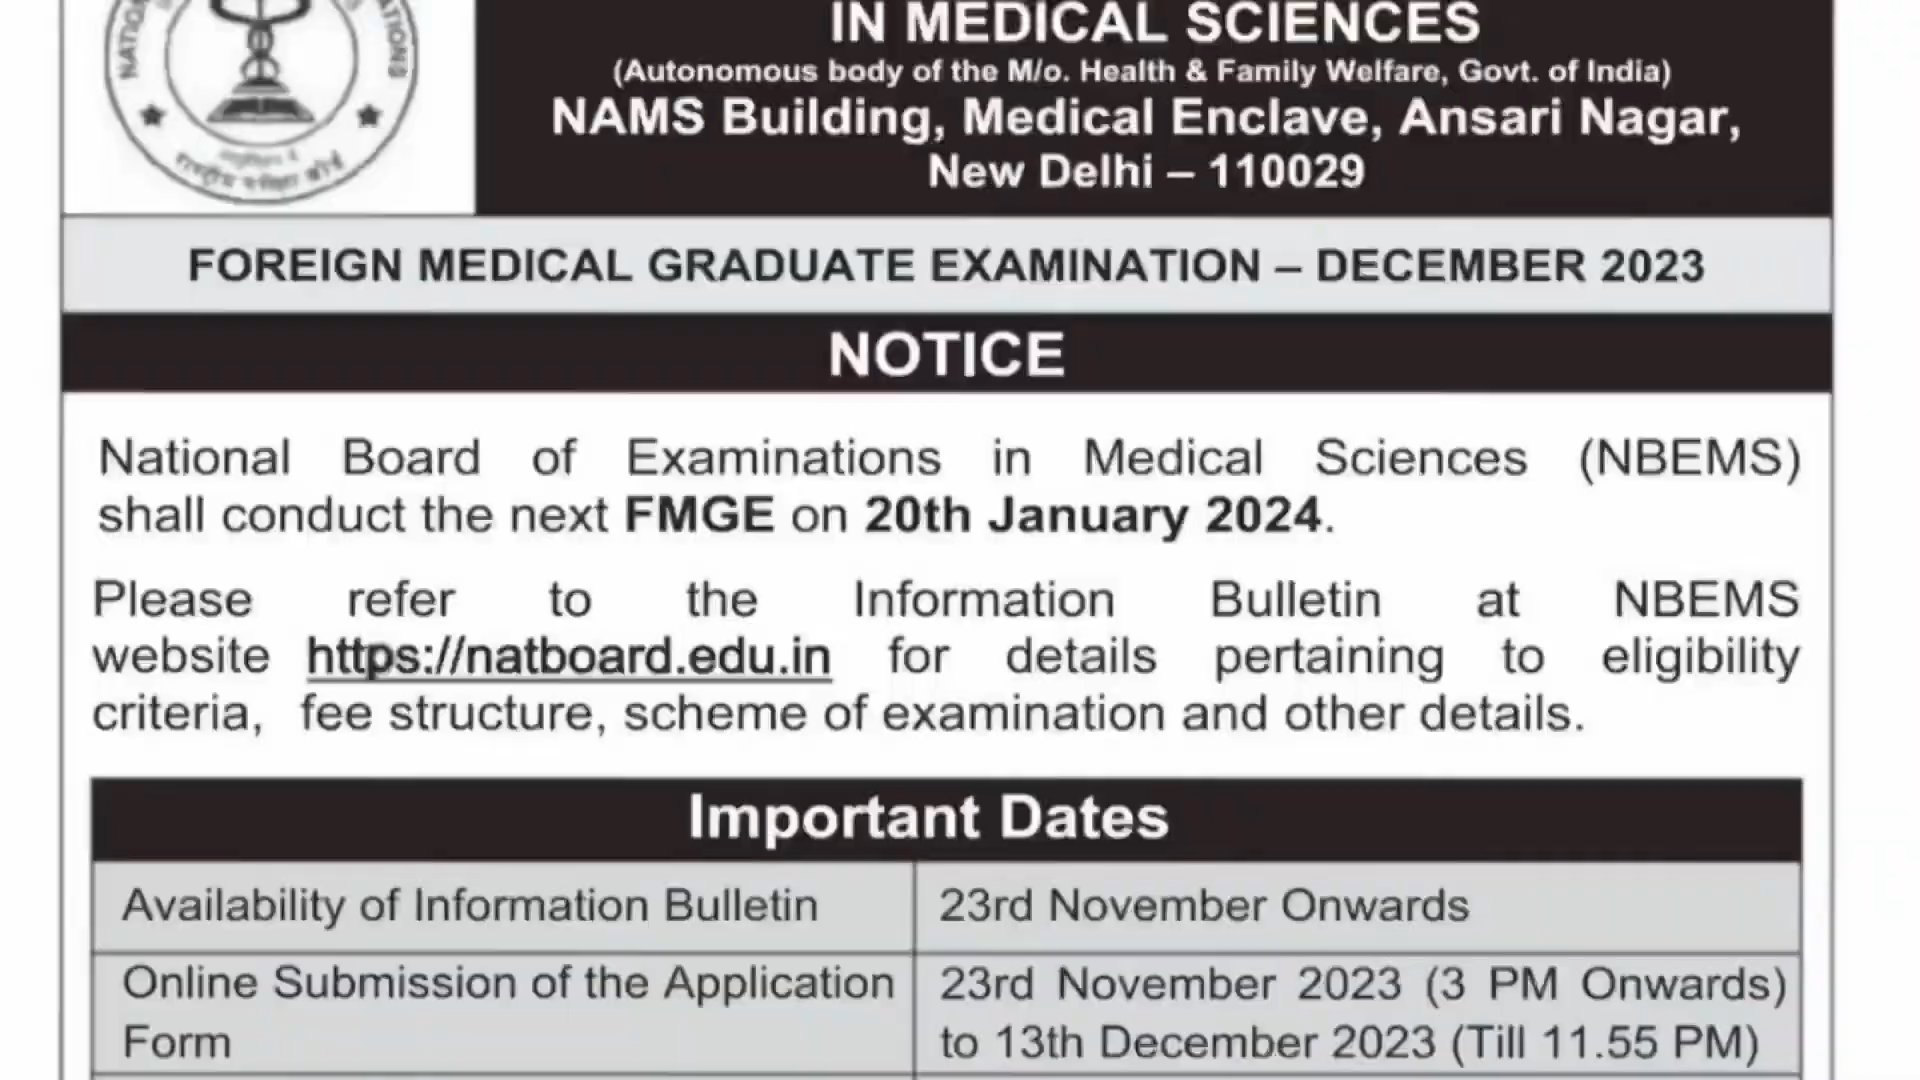 NATIONS
IN MEDICAL SCIENCES
(Autonomous body of the M/o. Health & Family Welfare, Govt. of India)
NAMS Building, Medical Enclave, Ansari Nagar,
New Delhi – 110029
FOREIGN MEDICAL GRADUATE EXAMINATION – DECEMBER 2023
NOTICE
National Board of Examinations in Medical Sciences (NBEMS)
shall conduct the next FMGE on 20th January 2024.
Please refer to the Information Bulletin at NBEMS
website https://natboard.edu.in for details pertaining to eligibility
criteria, fee structure, scheme of examination and other details.
Important Dates
Availability of Information Bulletin 23rd November Onwards
Online Submission of the Application 23rd November 2023 (3 PM Onwards)
Form to 13th December 2023 (Till 11.55 PM)